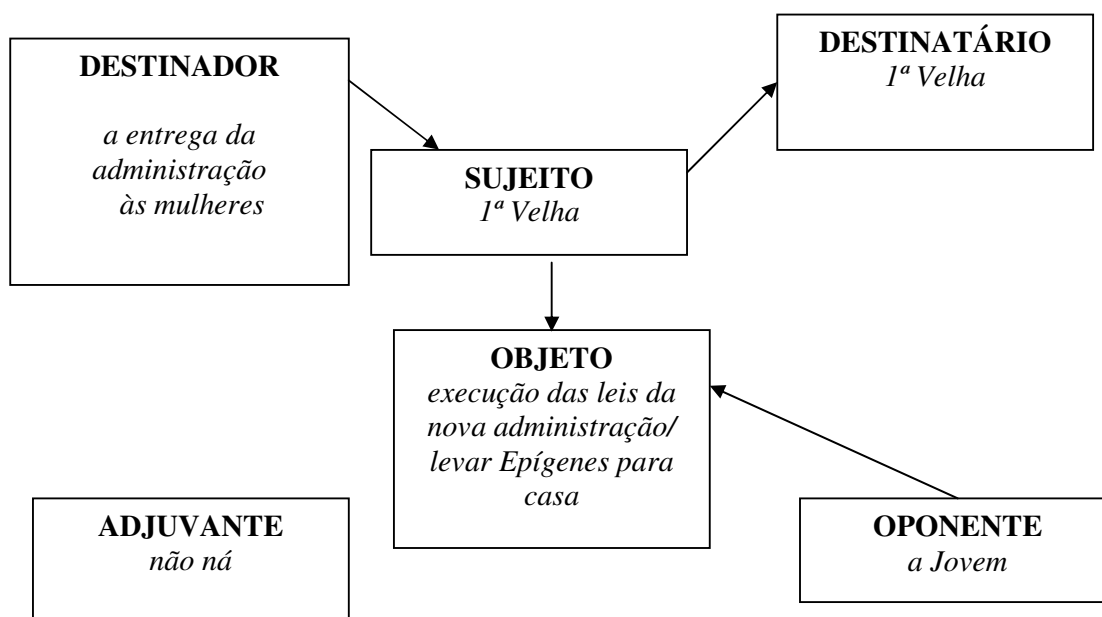 DESTINADOR
a entrega da
administração
às mulheres
DESTINATÁRIO
1ª Velha
SUJEITO
1ª Velha
OBJETO
execução das leis da
nova administração/
levar Epígenes para
casa
ADJUVANTE
não ná
OPONENTE
a Jovem